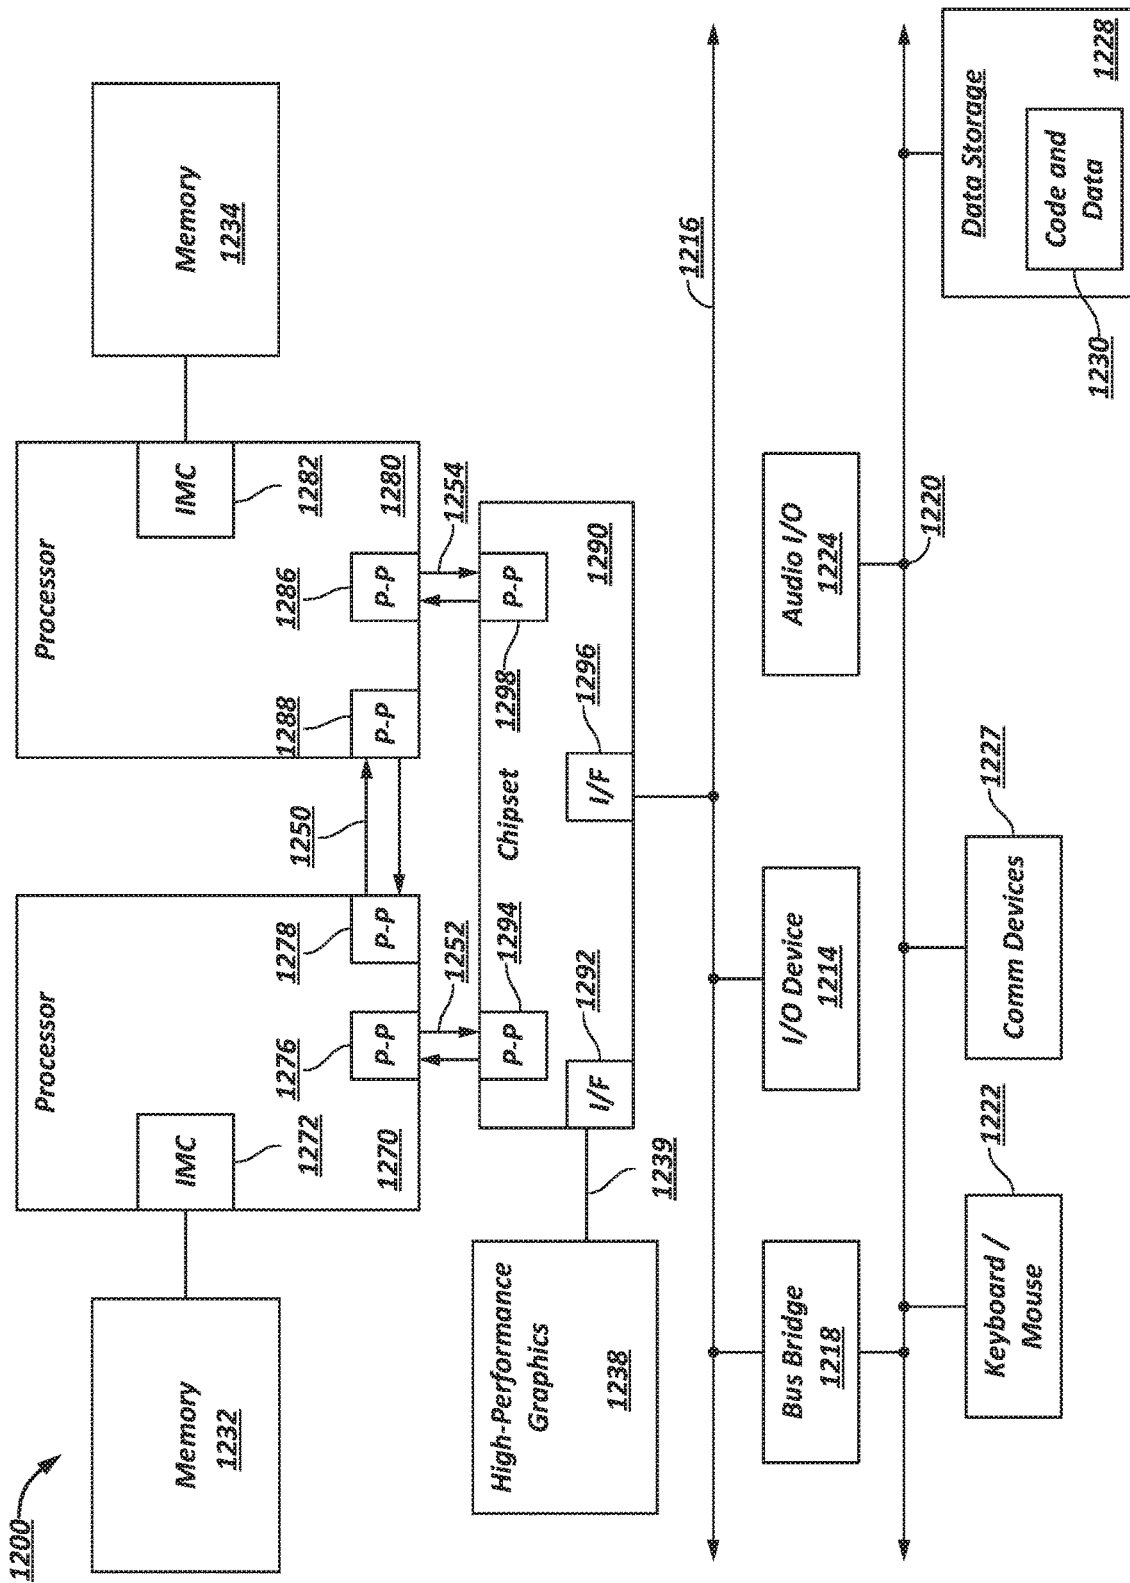 1200
Memory
1232
Processor
IMC
1272
1270
1276
P-P
1278
P-P
1250
Processor
IMC
1282
1280
1288
P-P
1286
P-P
Memory
1234
1252
1254
High-Performance
Graphics
1238
1239
Chipset
1290
P-P
1294
P-P
1298
I/F
1292
I/F
1296
1216
Bus Bridge
1218
I/O Device
1214
Audio I/O
1224
1220
Keyboard /
Mouse
1222
Comm Devices
1227
Data Storage
1228
Code and
Data
1230